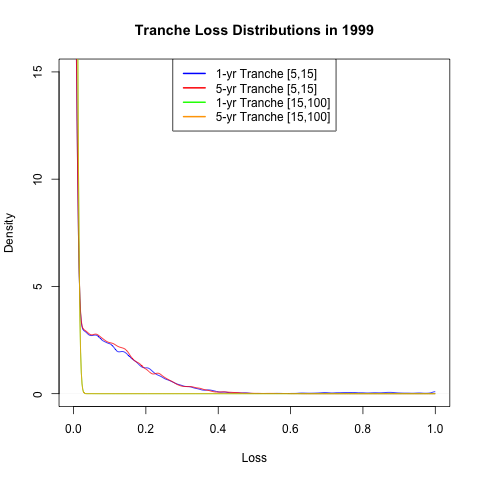 Tranche Loss Distributions in 1999
1-yr Tranche [5,15]
5-yr Tranche [5,15]
1-yr Tranche [15,100]
5-yr Tranche [15,100]
Density
15
10
5
0
0.0 0.2 0.4 0.6 0.8 1.0
Loss